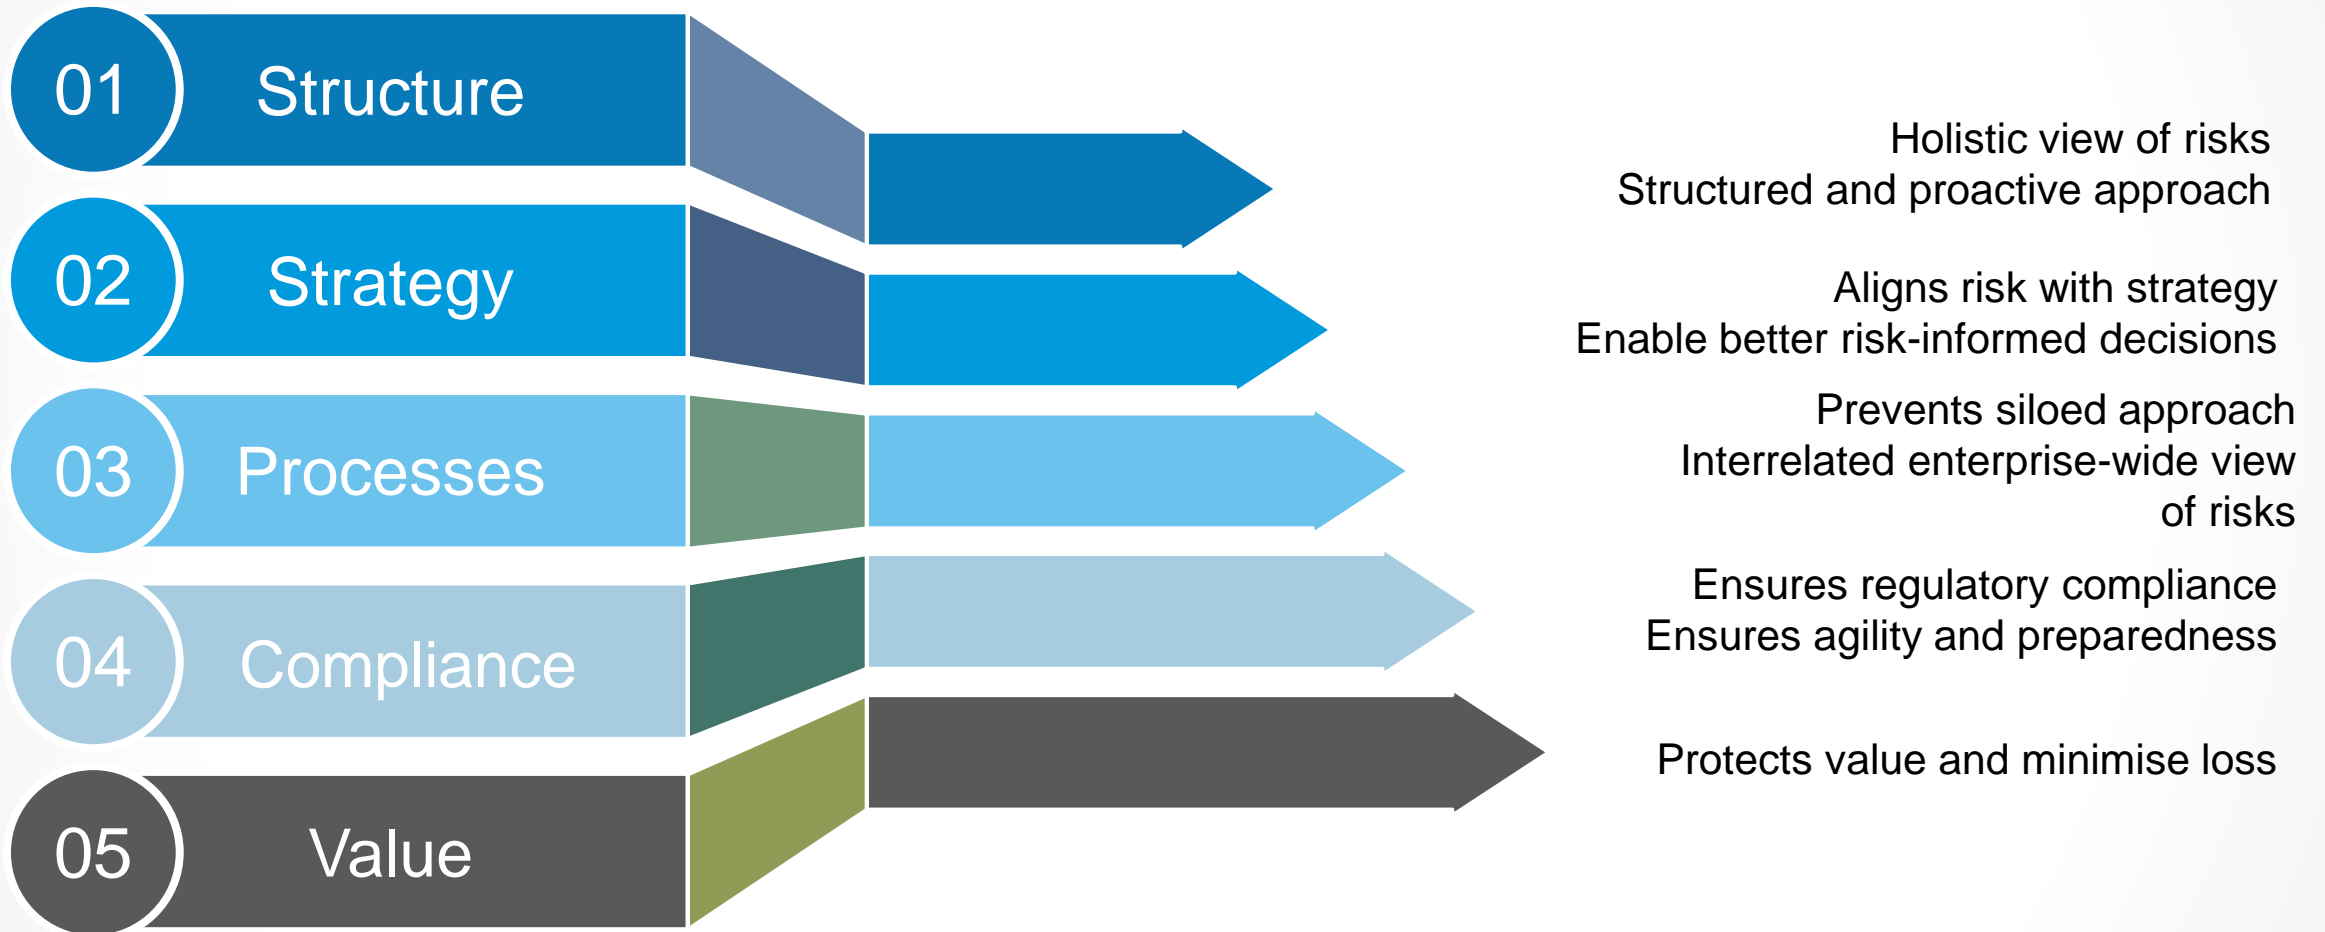 01
Structure
Holistic view of risks
Structured and proactive approach
02
Strategy
Aligns risk with strategy
Enable better risk-informed decisions
03
Processes
Prevents siloed approach
Interrelated enterprise-wide view
of risks
04
Compliance
Ensures regulatory compliance
Ensures agility and preparedness
05
Value
Protects value and minimise loss